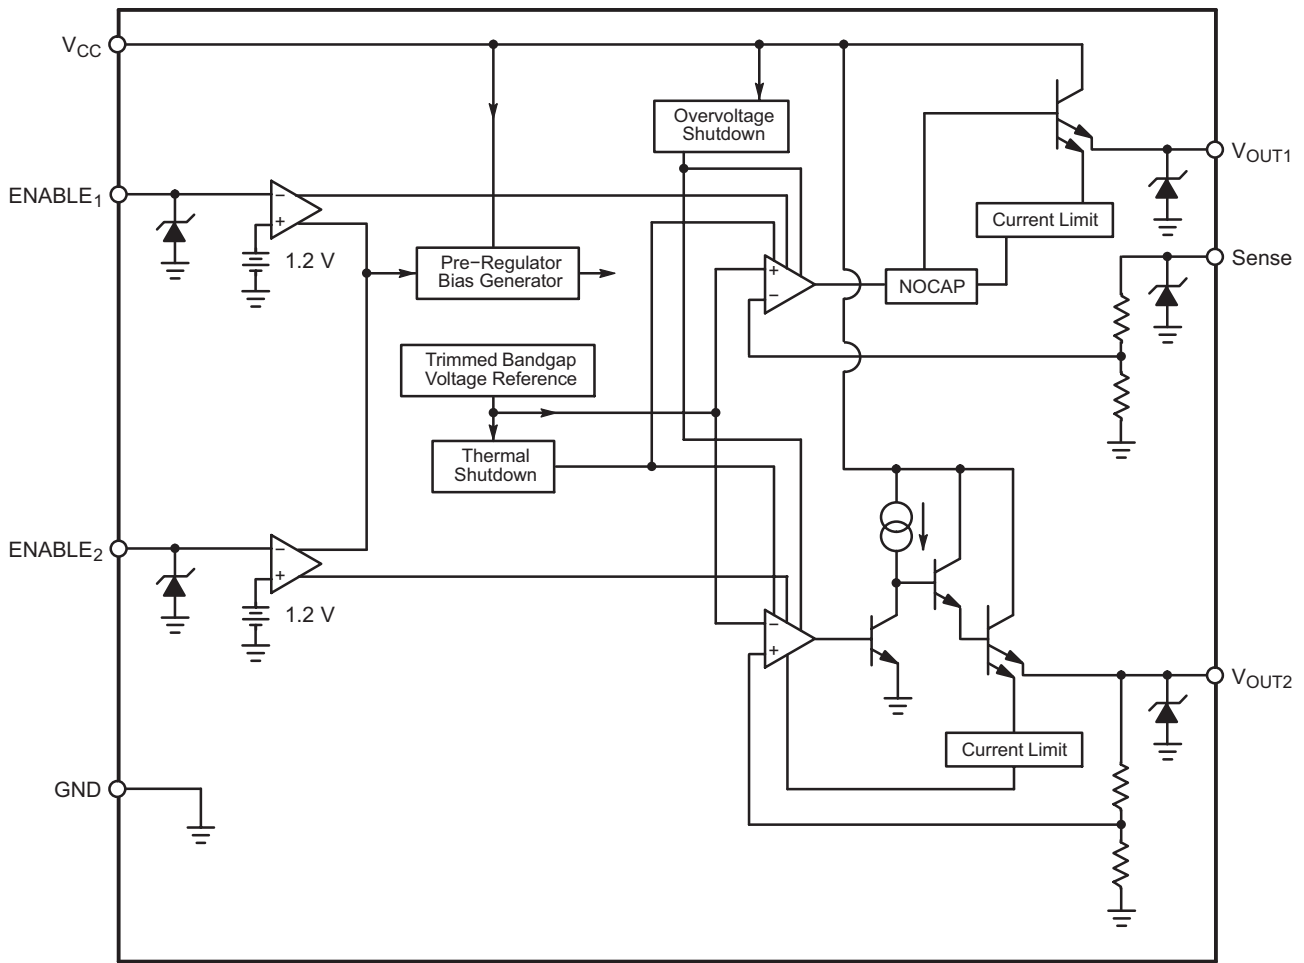 VCC
Overvoltage
Shutdown
VOUT1
ENABLE1
−
+
1.2 V
Current Limit
Pre−Regulator
Bias Generator
+
−
NOCAP
Sense
Trimmed Bandgap
Voltage Reference
Thermal
Shutdown
ENABLE2
−
+
1.2 V
−
+
VOUT2
Current Limit
GND